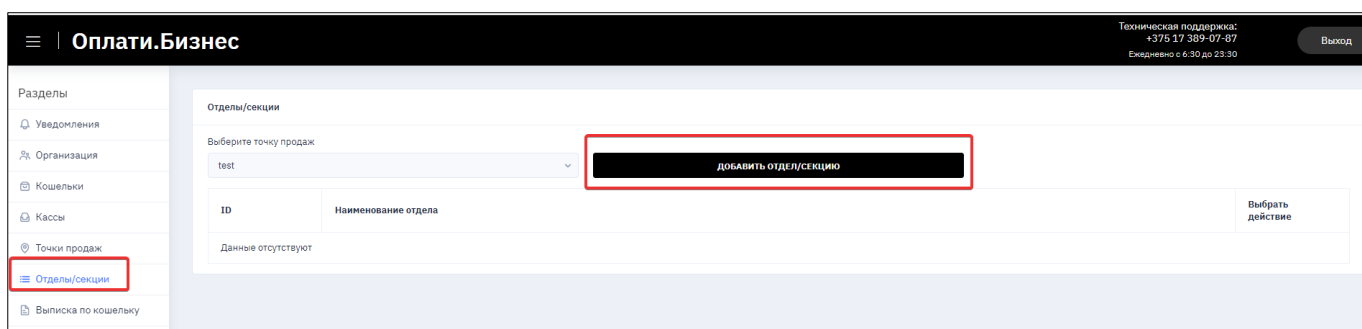 Оплати.Бизнес
Техническая поддержка:
+375 17 389-07-87
Ежедневно с 6:30 до 23:30
Выход
Разделы
Уведомления
Организация
Кошельки
Кассы
Точки продаж
Отделы/секции
Выписка по кошельку
Отделы/секции
Выберите точку продаж
test
ДОБАВИТЬ ОТДЕЛ/СЕКЦИЮ
ID Наименование отдела Выбрать
действие
Данные отсутствуют